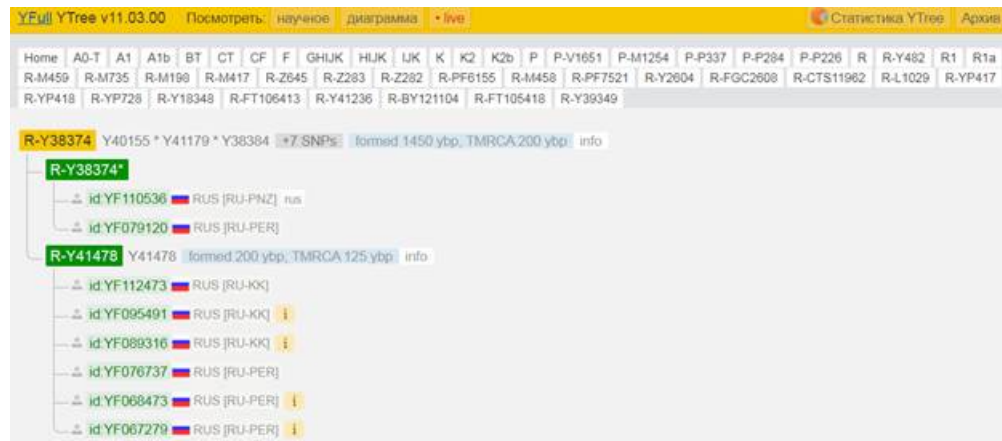 YFull YTree v11.03.00 Посмотреть: научное диаграмма • live Статистика YTree Архив
Home A0-T A1 A1b BT CT CF F GHIJK HIJK IJK K K2 K2b P P-V1651 P-M1254 P-P337 P-P284 P-P226 R R-Y482 R1 R1a
R-M459 R-M735 R-M198 R-M417 R-Z645 R-Z283 R-Z282 R-PF6155 R-M458 R-PF7521 R-Y2604 R-FGC2608 R-CTS11962 R-L1029 R-YP417
R-YP418 R-YP728 R-Y18348 R-FT106413 R-Y41236 R-BY121104 R-FT105418 R-Y39349
R-Y38374 Y40155 * Y41179 * Y38384 +7 SNPs formed 1450 ybp, TMRCA 200 ybp info
R-Y38374*
id:YF110536 RUS [RU-PNZ] rus
id:YF079120 RUS [RU-PER]
R-Y41478 Y41478 formed 200 ybp, TMRCA 125 ybp info
id:YF112473 RUS [RU-KK]
id:YF095491 RUS [RU-KK] i
id:YF089316 RUS [RU-KK] i
id:YF076737 RUS [RU-PER]
id:YF068473 RUS [RU-PER] i
id:YF067279 RUS [RU-PER] i